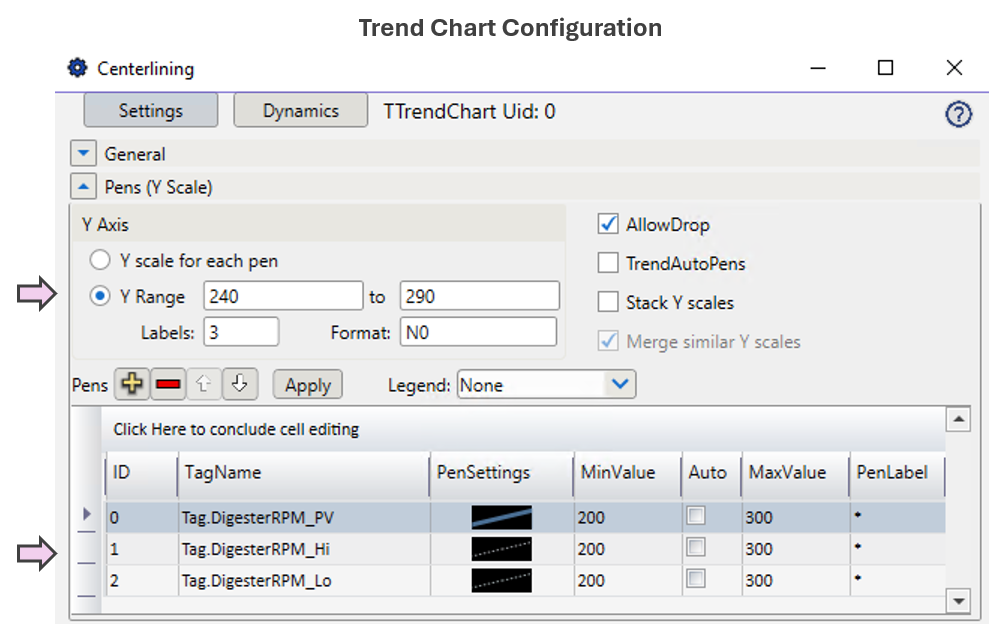 Trend Chart Configuration
Centerlining
Settings Dynamics TTrendChart Uid: 0
General
Pens (Y Scale)
Y Axis
AllowDrop
Y scale for each pen
TrendAutoPens
Y Range 240 to 290
Stack Y scales
Labels: 3 Format: N0
Merge similar Y scales
Pens Apply Legend: None
Click Here to conclude cell editing
ID TagName PenSettings MinValue Auto MaxValue PenLabel
0 Tag.DigesterRPM_PV 200 300 *
1 Tag.DigesterRPM_Hi 200 300 *
2 Tag.DigesterRPM_Lo 200 300 *